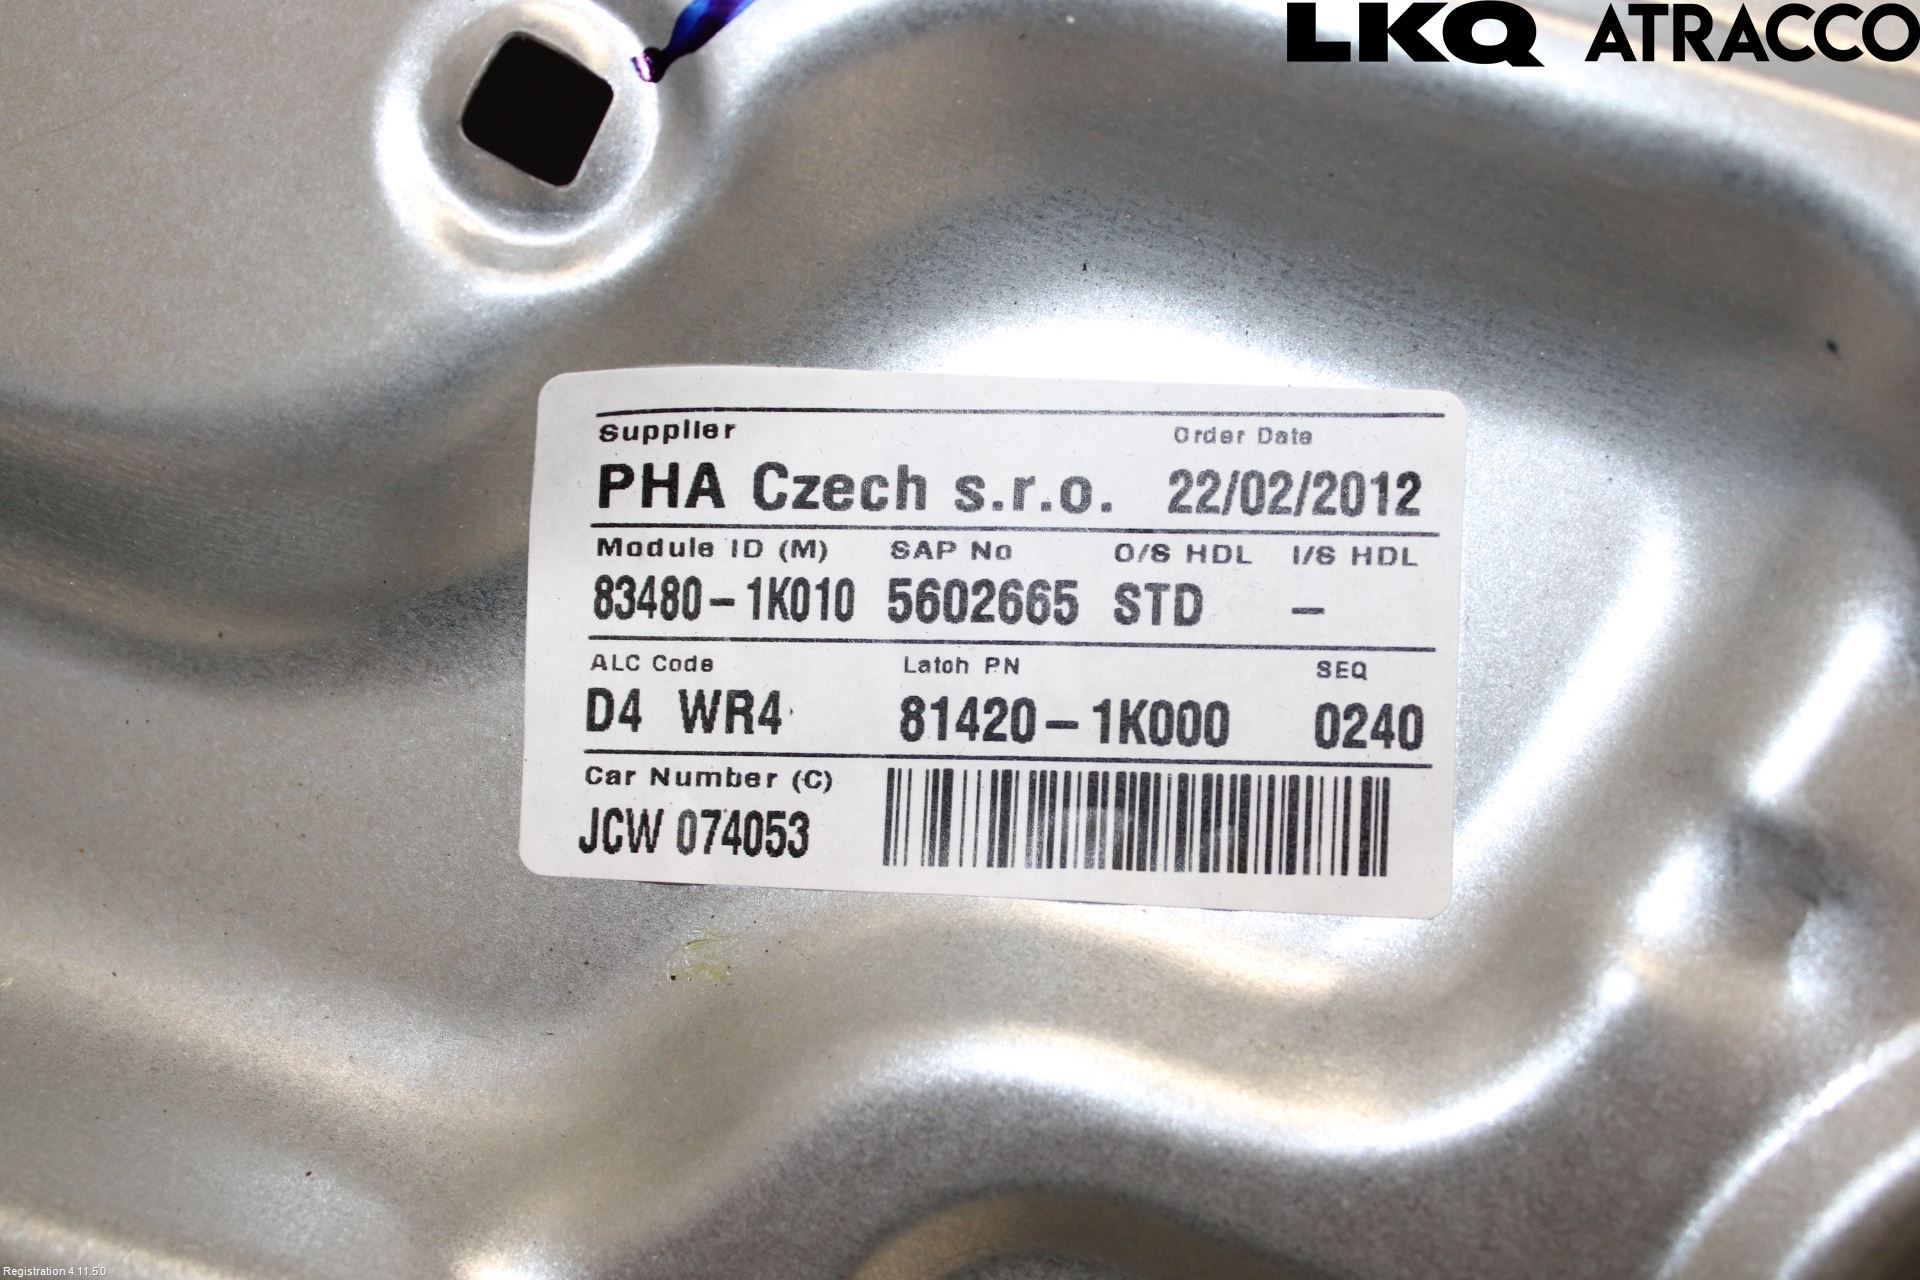 LKQ ATRACCO
Supplier Order Date
PHA Czech s.r.o. 22/02/2012
Module ID (M) SAP No O/S HDL I/S HDL
83480-1K010 5602665 STD -
ALC Code Latch PN SEQ
D4 WR4 81420-1K000 0240
Car Number (C)
JCW 074053
Registration 4.11.5.0